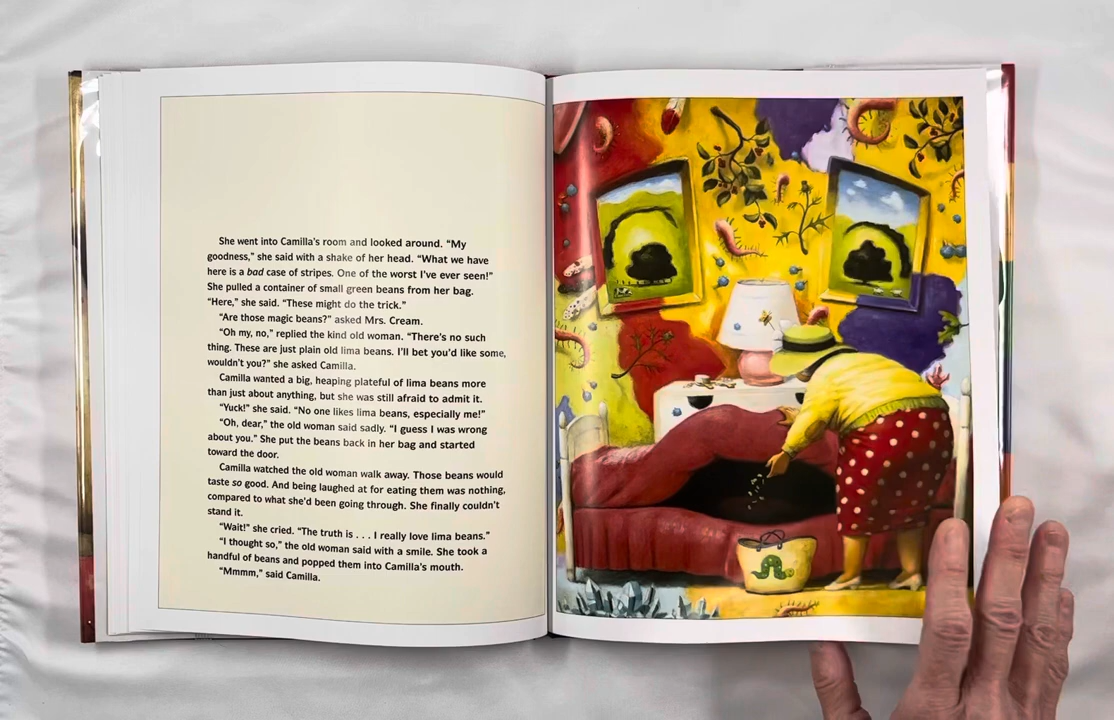 She went into Camilla's room and looked around. “My
goodness,” she said with a shake of her head. “What we have
here is a bad case of stripes. One of the worst I've ever seen!”
She pulled a container of small green beans from her bag.
“Here,” she said. “These might do the trick.”
“Are those magic beans?” asked Mrs. Cream.
“Oh my, no,” replied the kind old woman. “There's no such
thing. These are just plain old lima beans. I'll bet you'd like some,
wouldn't you?” she asked Camilla.
Camilla wanted a big, heaping plateful of lima beans more
than just about anything, but she was still afraid to admit it.
“Yuck!” she said. “No one likes lima beans, especially me!”
“Oh, dear,” the old woman said sadly. “I guess I was wrong
about you.” She put the beans back in her bag and started
toward the door.
Camilla watched the old woman walk away. Those beans would
taste so good. And being laughed at for eating them was nothing,
compared to what she'd been going through. She finally couldn't
stand it.
“Wait!” she cried. “The truth is . . . I really love lima beans.”
“I thought so,” the old woman said with a smile. She took a
handful of beans and popped them into Camilla's mouth.
“Mmmm,” said Camilla.